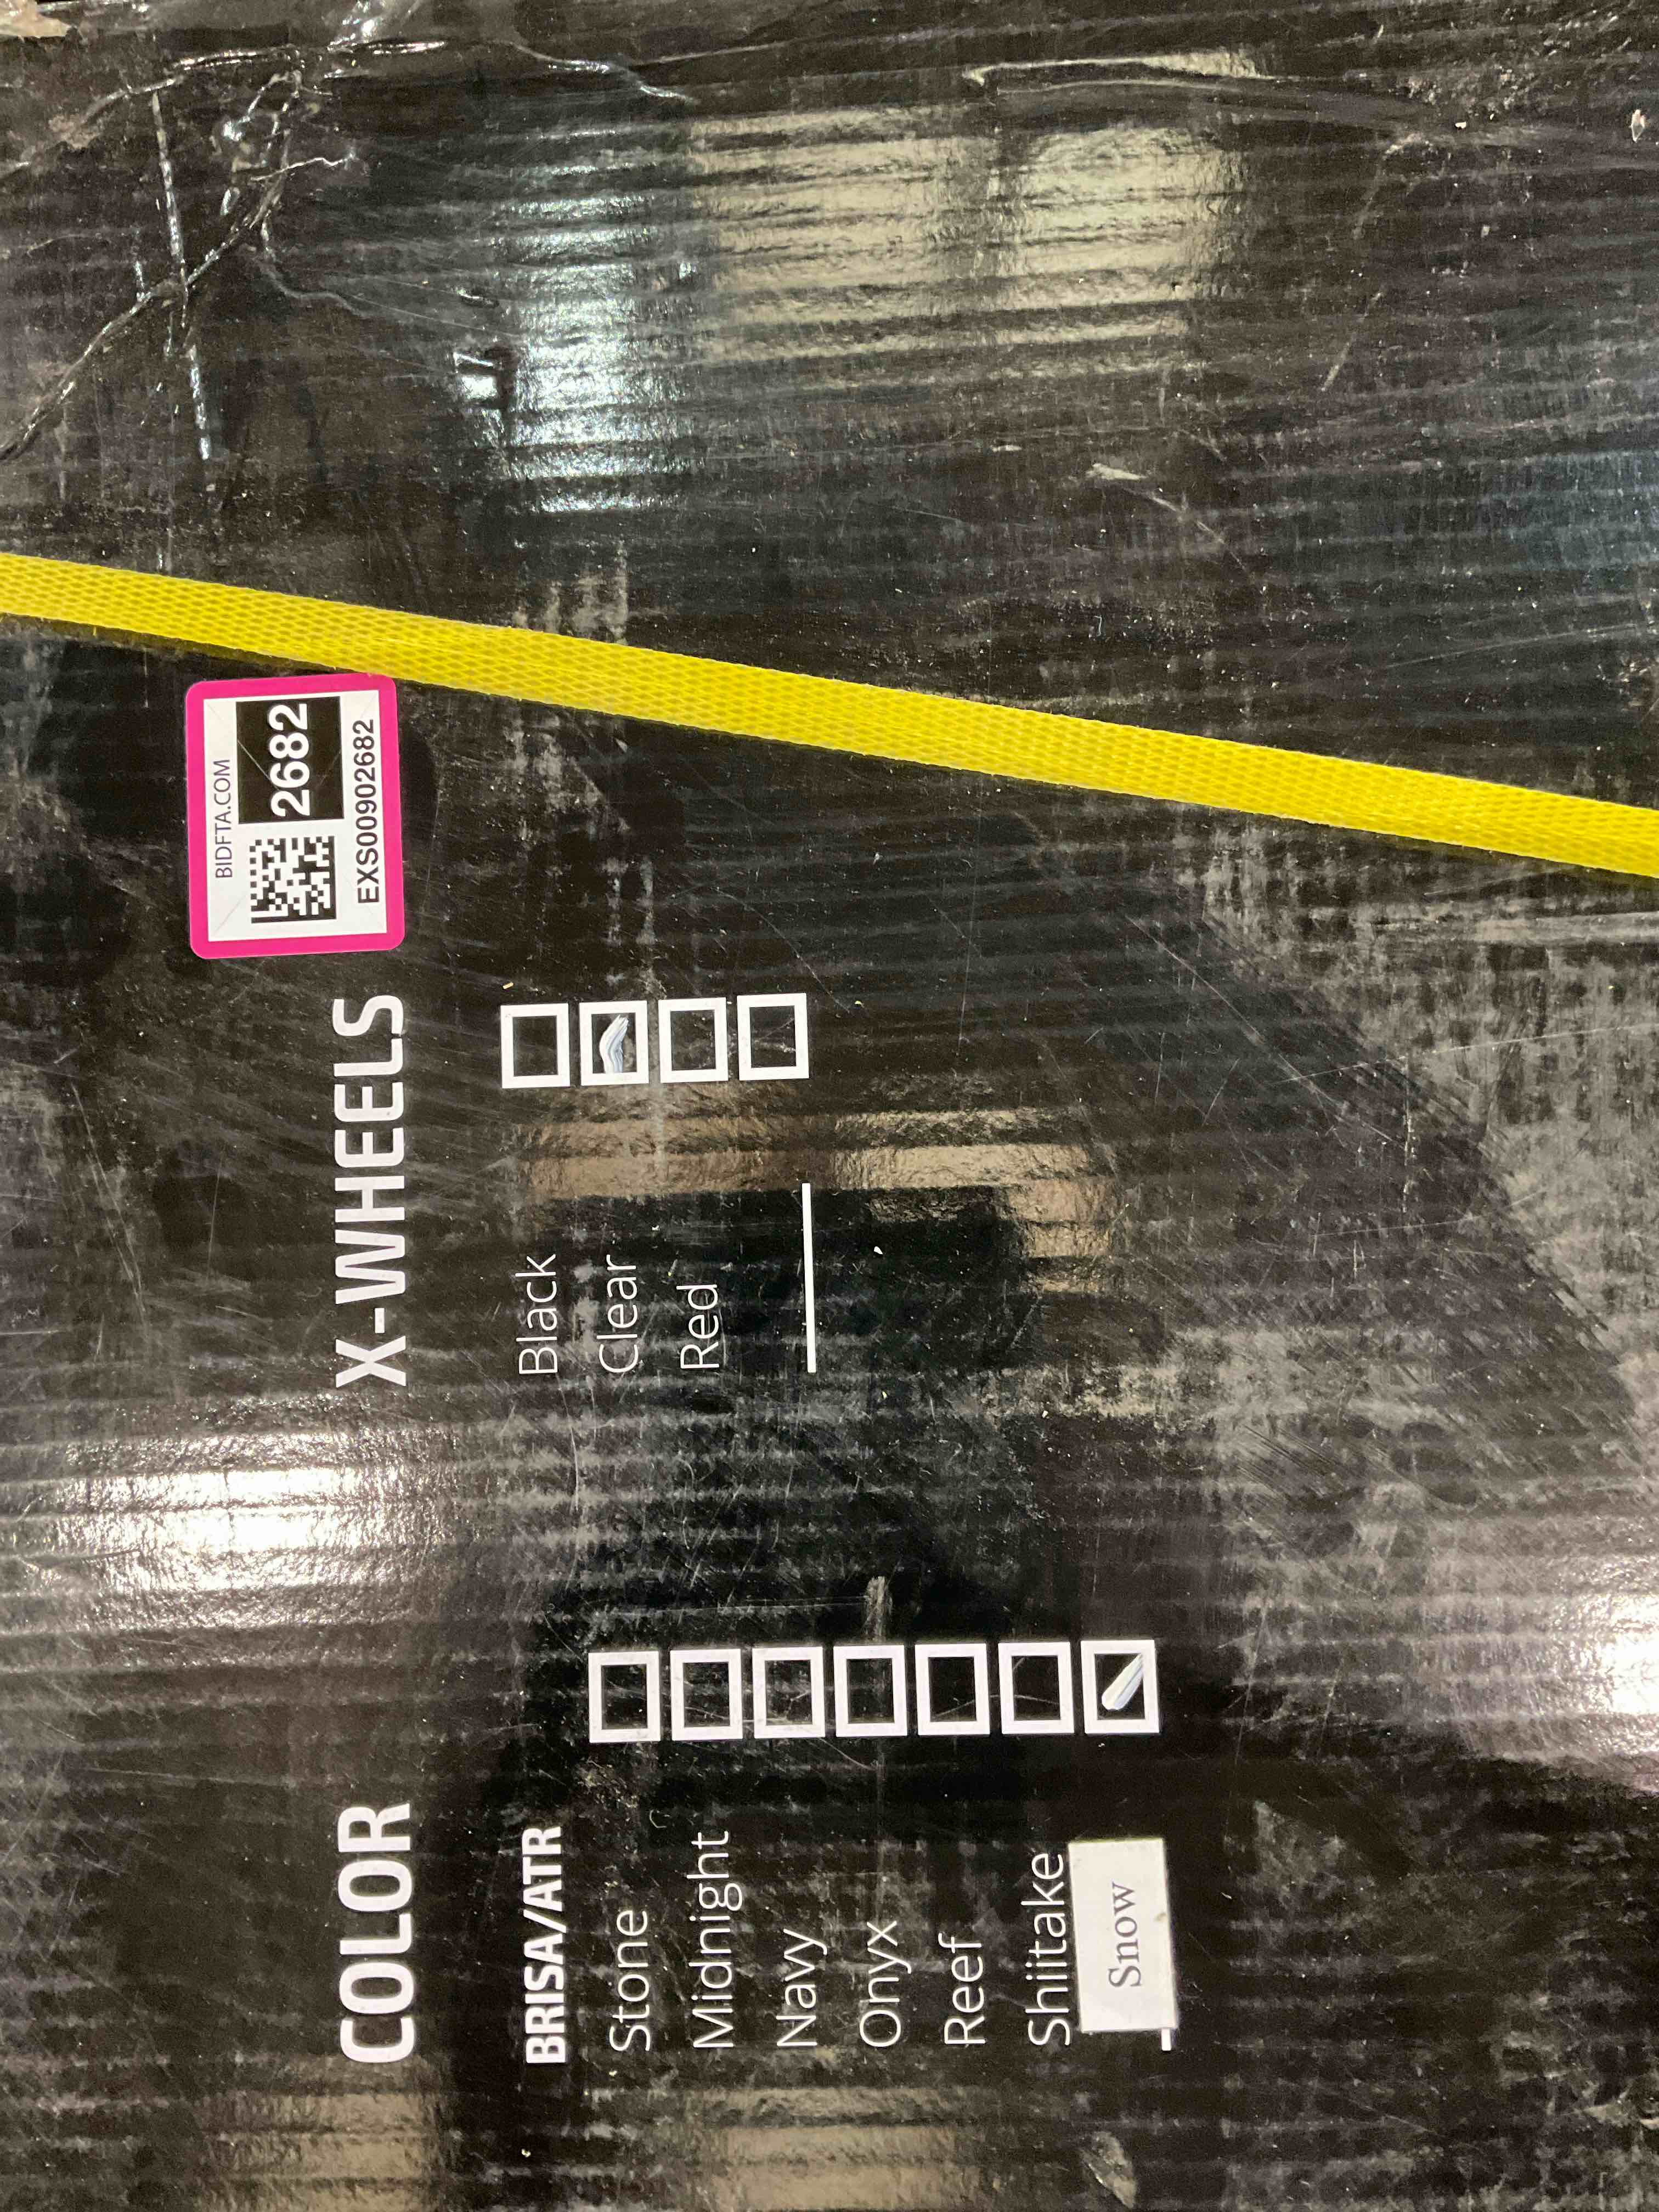 COLOR
BRISA/ATR
Stone
Midnight
Navy
Onyx
Reef
Shiitake
Snow
X-WHEELS
Black
Clear
Red
BIDFTA.COM
2682
EXS00902682